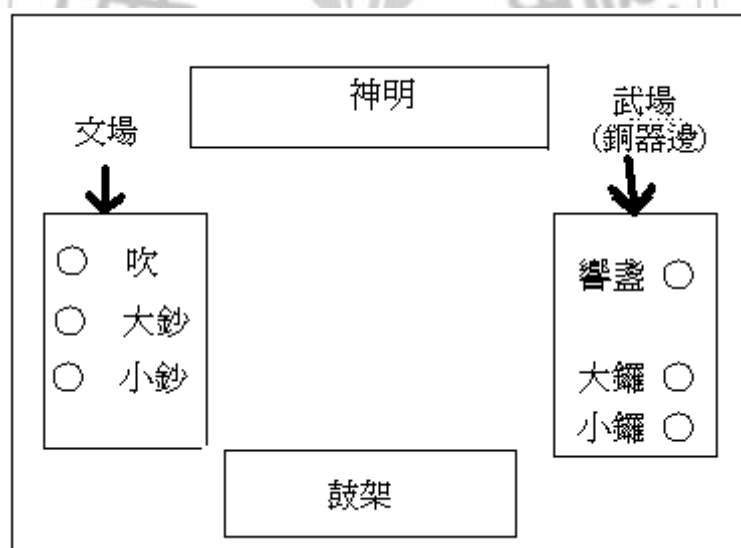 神明
文場
武場
(銅器邊)
吹
大鈔
小鈔
響盞
大鑼
小鑼
鼓架